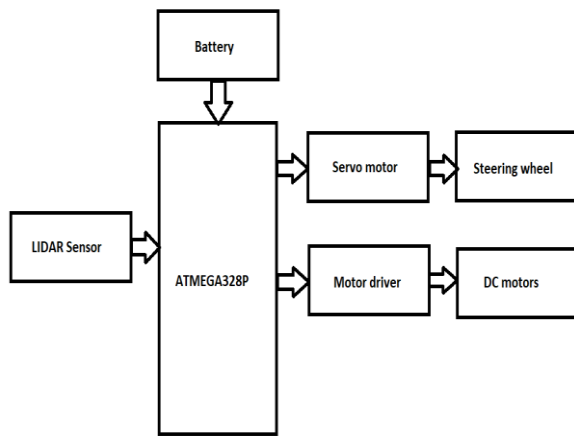 Battery
Servo motor
Steering wheel
LIDAR Sensor
ATMEGA328P
Motor driver
DC motors